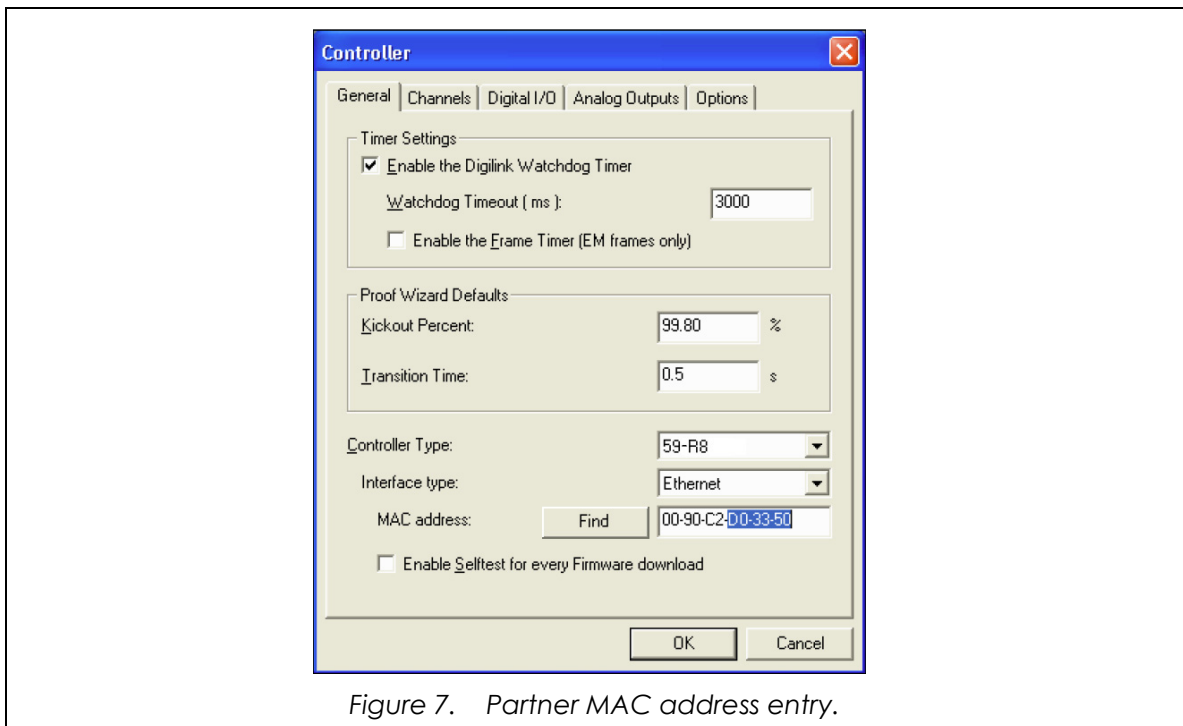 Controller
General Channels Digital I/O Analog Outputs Options
Timer Settings
Enable the Digilink Watchdog Timer
Watchdog Timeout ( ms ): 3000
Enable the Frame Timer (EM frames only)
Proof Wizard Defaults
Kickout Percent: 99.80 %
Transition Time: 0.5 s
Controller Type: 59-R8
Interface type: Ethernet
MAC address: Find 00-90-C2-D0-33-50
Enable Selftest for every Firmware download
OK Cancel
Figure 7. Partner MAC address entry.